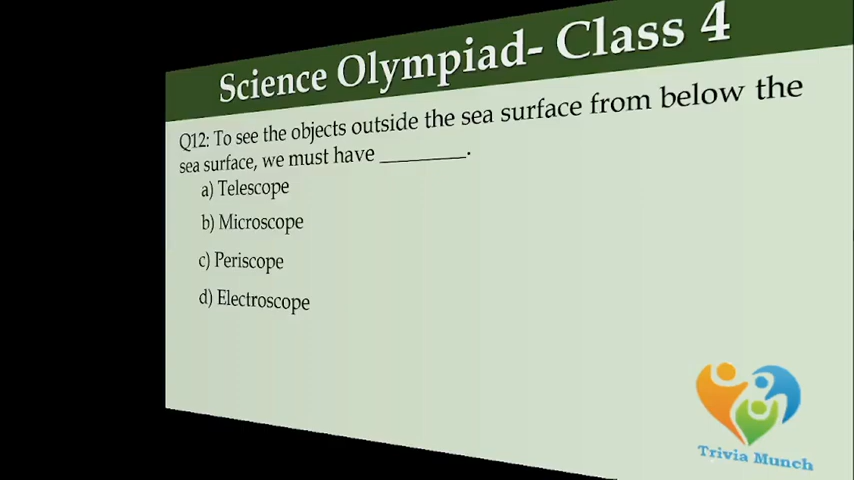 Science Olympiad- Class 4
Q12: To see the objects outside the sea surface from below the
sea surface, we must have ________.
a) Telescope
b) Microscope
c) Periscope
d) Electroscope
Trivia Munch